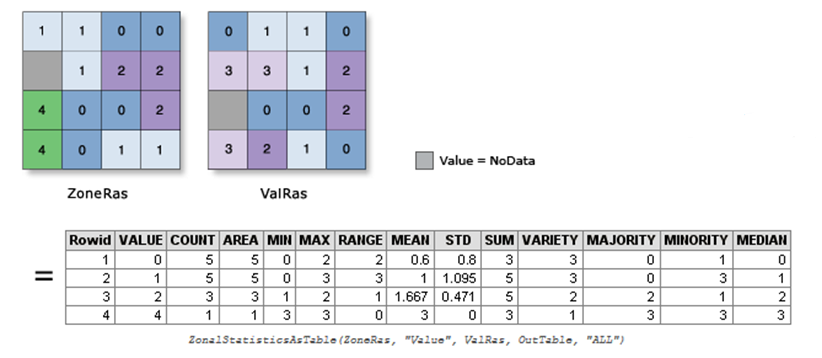 1 1 0 0
1 2 2
4 0 0 2
4 0 1 1
ZoneRas
0 1 1 0
3 3 1 2
0 0 2
3 2 1 0
ValRas
Value = NoData
=
Rowid VALUE COUNT AREA MIN MAX RANGE MEAN STD SUM VARIETY MAJORITY MINORITY MEDIAN
1 0 5 5 0 2 2 0.6 0.8 3 3 0 1 0
2 1 5 5 0 3 3 1 1.095 5 3 0 3 1
3 2 3 3 1 2 1 1.667 0.471 5 2 2 1 2
4 4 1 1 3 3 0 3 0 3 1 3 3 3
ZonalStatisticsAsTable(ZoneRas, "Value", ValRas, OutTable, "ALL")